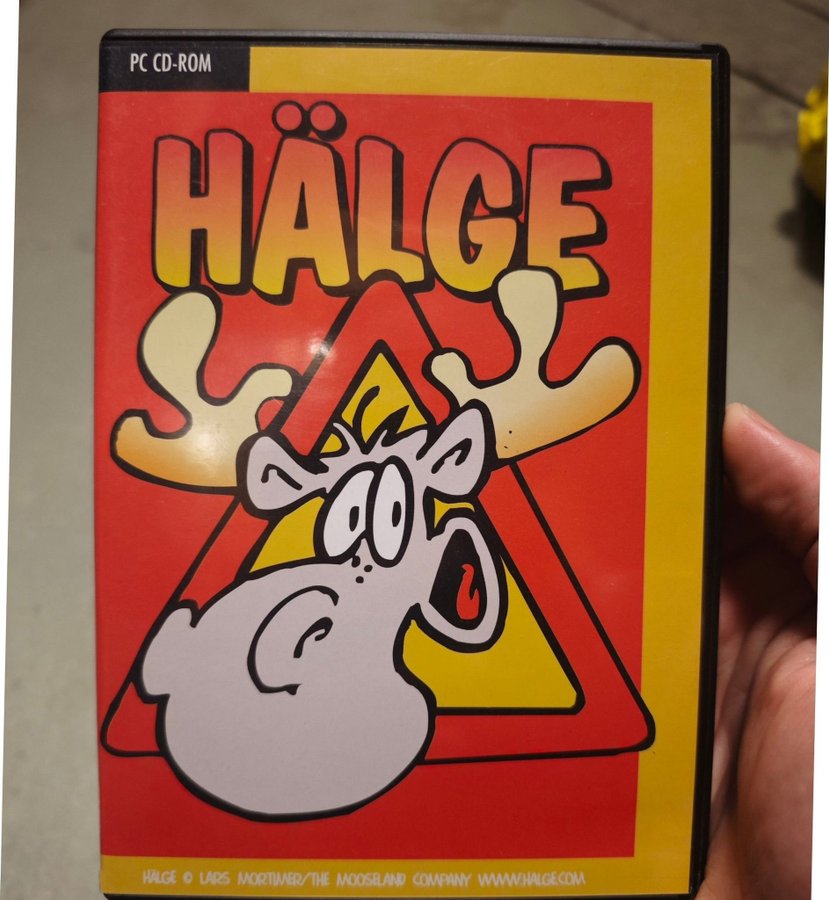 PC CD-ROM
HÄLGE
HÄLGE © LARS MORTIMER/THE MOOSELAND COMPANY WWW.HALGE.COM